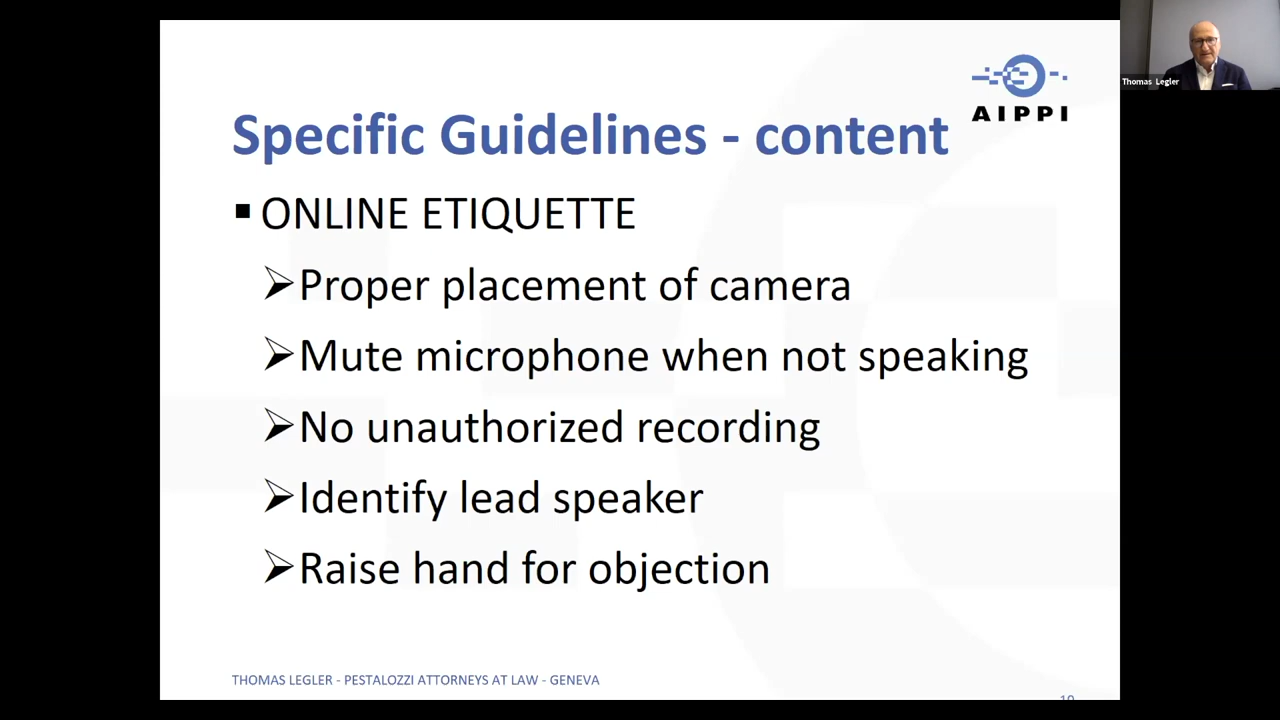 Specific Guidelines - content
AIPPI
Thomas Legler
▪ ONLINE ETIQUETTE
➢Proper placement of camera
➢Mute microphone when not speaking
➢No unauthorized recording
➢Identify lead speaker
➢Raise hand for objection
THOMAS LEGLER - PESTALOZZI ATTORNEYS AT LAW - GENEVA